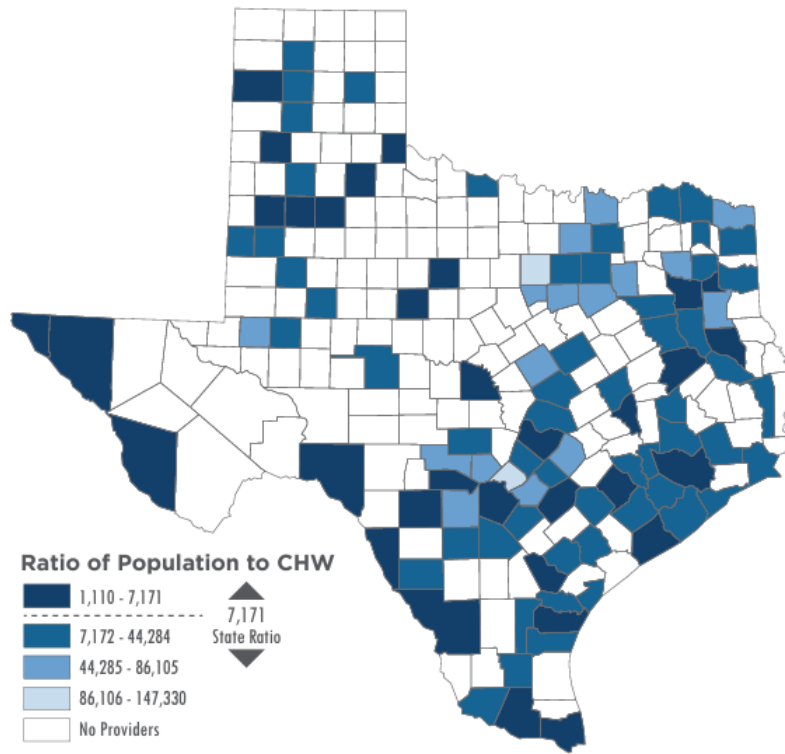 Ratio of Population to CHW
1,110 - 7,171
7,171
State Ratio
7,172 - 44,284
44,285 - 86,105
86,106 - 147,330
No Providers